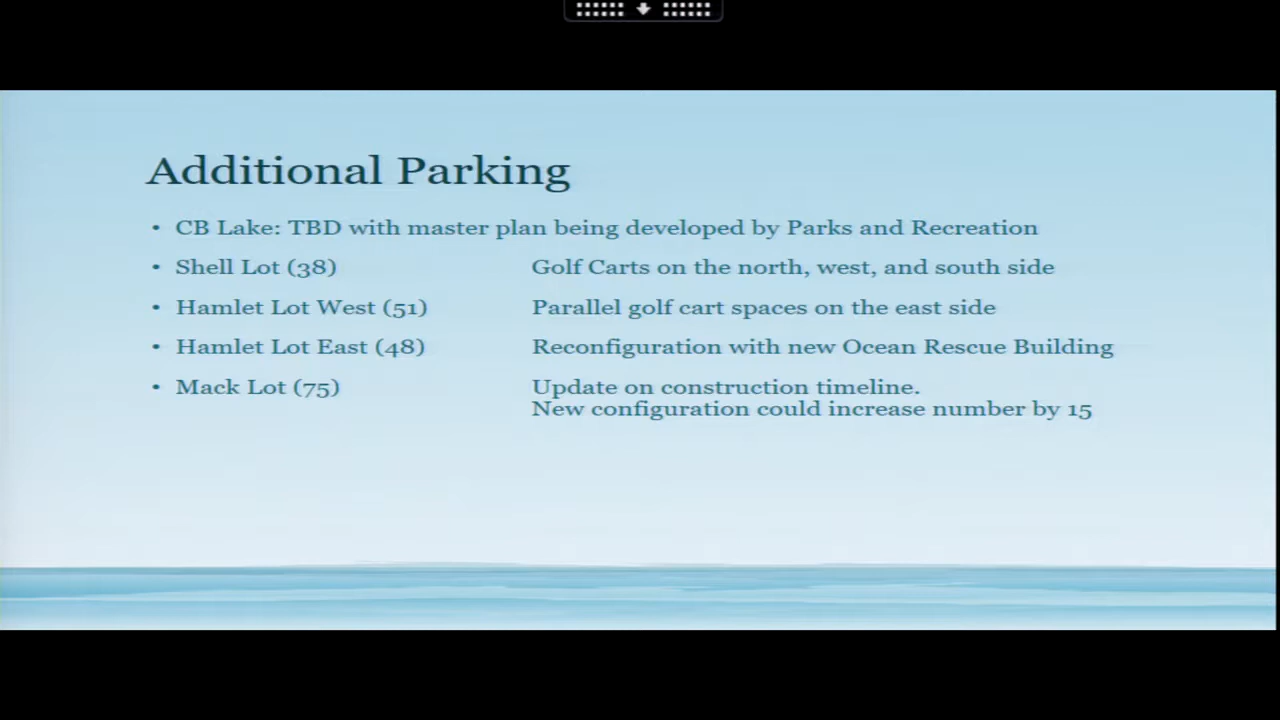 Additional Parking
• CB Lake: TBD with master plan being developed by Parks and Recreation
• Shell Lot (38) Golf Carts on the north, west, and south side
• Hamlet Lot West (51) Parallel golf cart spaces on the east side
• Hamlet Lot East (48) Reconfiguration with new Ocean Rescue Building
• Mack Lot (75) Update on construction timeline.
New configuration could increase number by 15